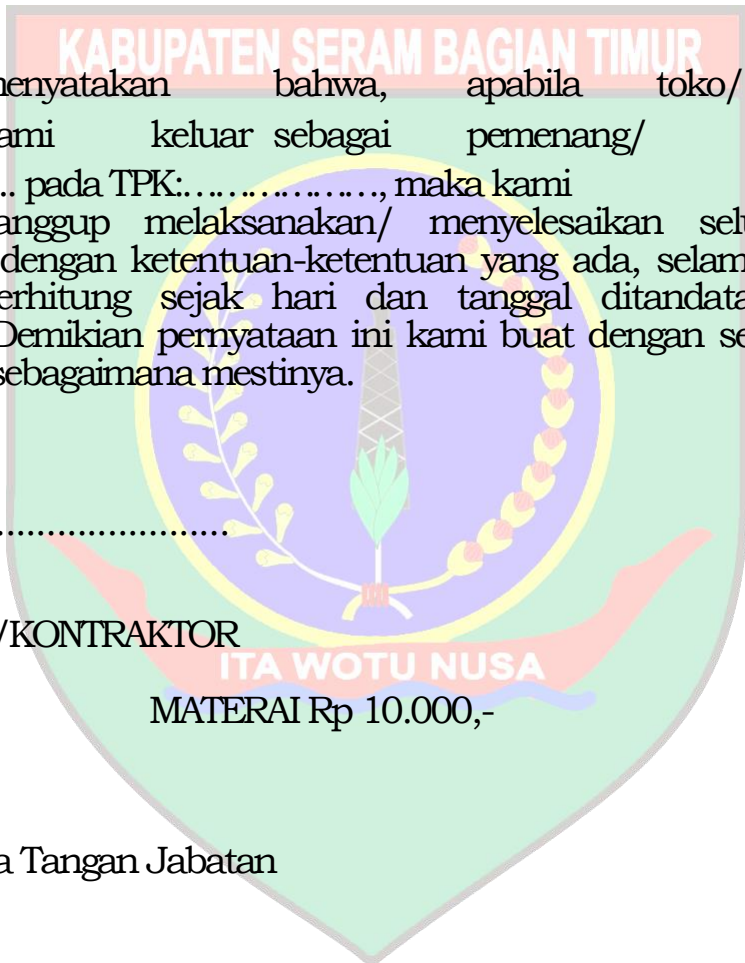 KABUPATEN SERAM BAGIAN TIMUR
menyatakan bahwa, apabila toko/
ami keluar sebagai pemenang/
.. pada TPK:………………, maka kami
anggup melaksanakan/ menyelesaikan sel
dengan ketentuan-ketentuan yang ada, selam
erhitung sejak hari dan tanggal ditandata
Demikian pernyataan ini kami buat dengan se
sebagaimana mestinya.
........................
/KONTRAKTOR
ITA WOTU NUSA
MATERAI Rp 10.000,-
a Tangan Jabatan